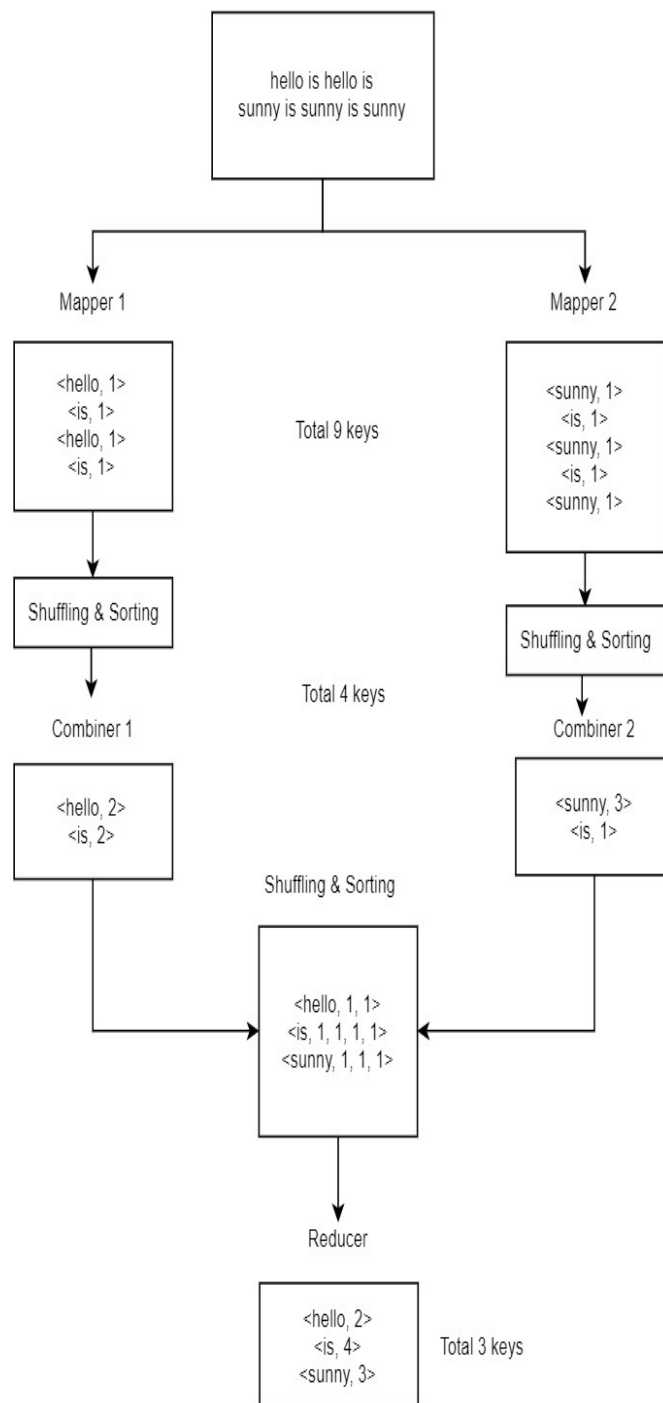 hello is hello is
sunny is sunny is sunny
Mapper 1
Mapper 2
<hello, 1>
<is, 1>
<hello, 1>
<is, 1>
Total 9 keys
<sunny, 1>
<is, 1>
<sunny, 1>
<is, 1>
<sunny, 1>
Shuffling & Sorting
Shuffling & Sorting
Total 4 keys
Combiner 1
Combiner 2
<hello, 2>
<is, 2>
<sunny, 3>
<is, 1>
Shuffling & Sorting
<hello, 1, 1>
<is, 1, 1, 1, 1>
<sunny, 1, 1, 1>
Reducer
<hello, 2>
<is, 4>
<sunny, 3>
Total 3 keys